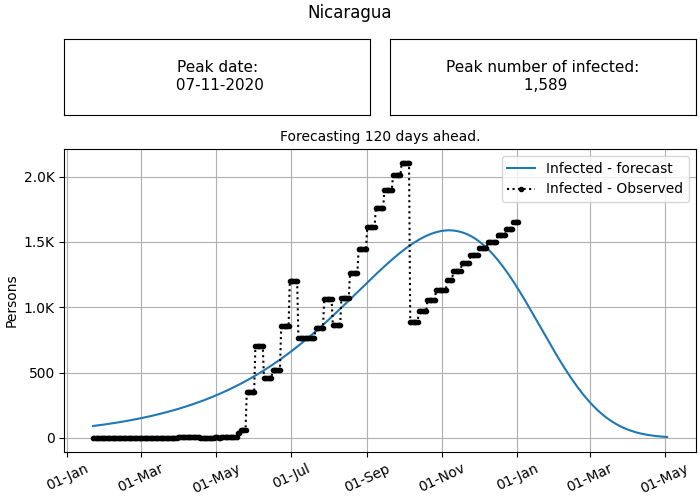 Nicaragua
Peak date:
07-11-2020
Peak number of infected:
1,589
Forecasting 120 days ahead.
Infected - forecast
Infected - Observed
Persons
2.0K
1.5K
1.0K
500
0
01-Jan
01-Mar
01-May
01-Jul
01-Sep
01-Nov
01-Jan
01-Mar
01-May